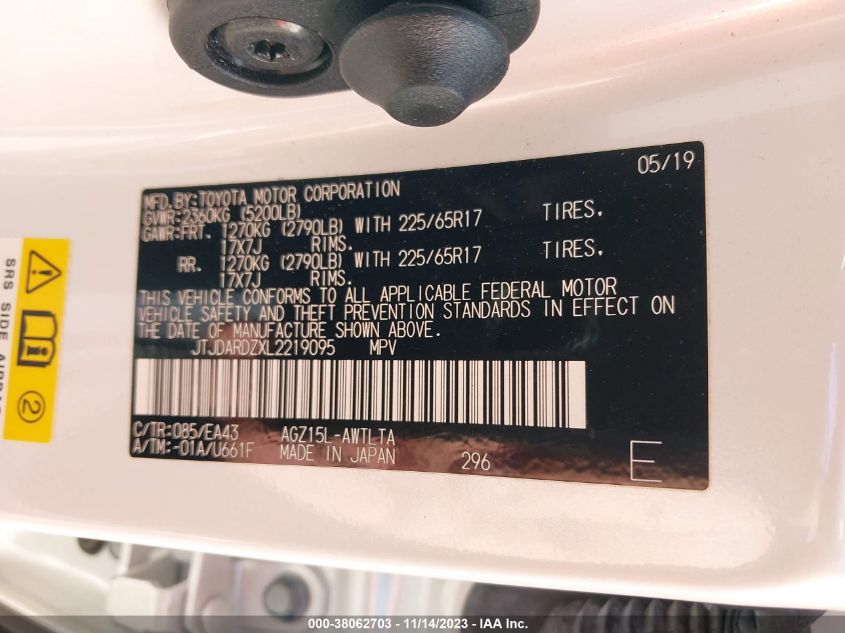 05/19
MFD. BY:TOYOTA MOTOR CORPORATION
GVWR:2360KG (5200LB)
GAWR:FRT. 1270KG (2790LB) WITH 225/65R17 TIRES,
17X7J RIMS.
RR. 1270KG (2790LB) WITH 225/65R17 TIRES,
17X7J RIMS.
THIS VEHICLE CONFORMS TO ALL APPLICABLE FEDERAL MOTOR
VEHICLE SAFETY AND THEFT PREVENTION STANDARDS IN EFFECT ON
THE DATE OF MANUFACTURE SHOWN ABOVE.
JTJDARDZXL2219095 MPV
C/TR:085/EA43 AGZ15L-AWTLTA
A/TM:-01A/U661F MADE IN JAPAN 296 E
SRS SIDE
2
000-38062703 — 11/14/2023 — Copyright © IAA, Inc.